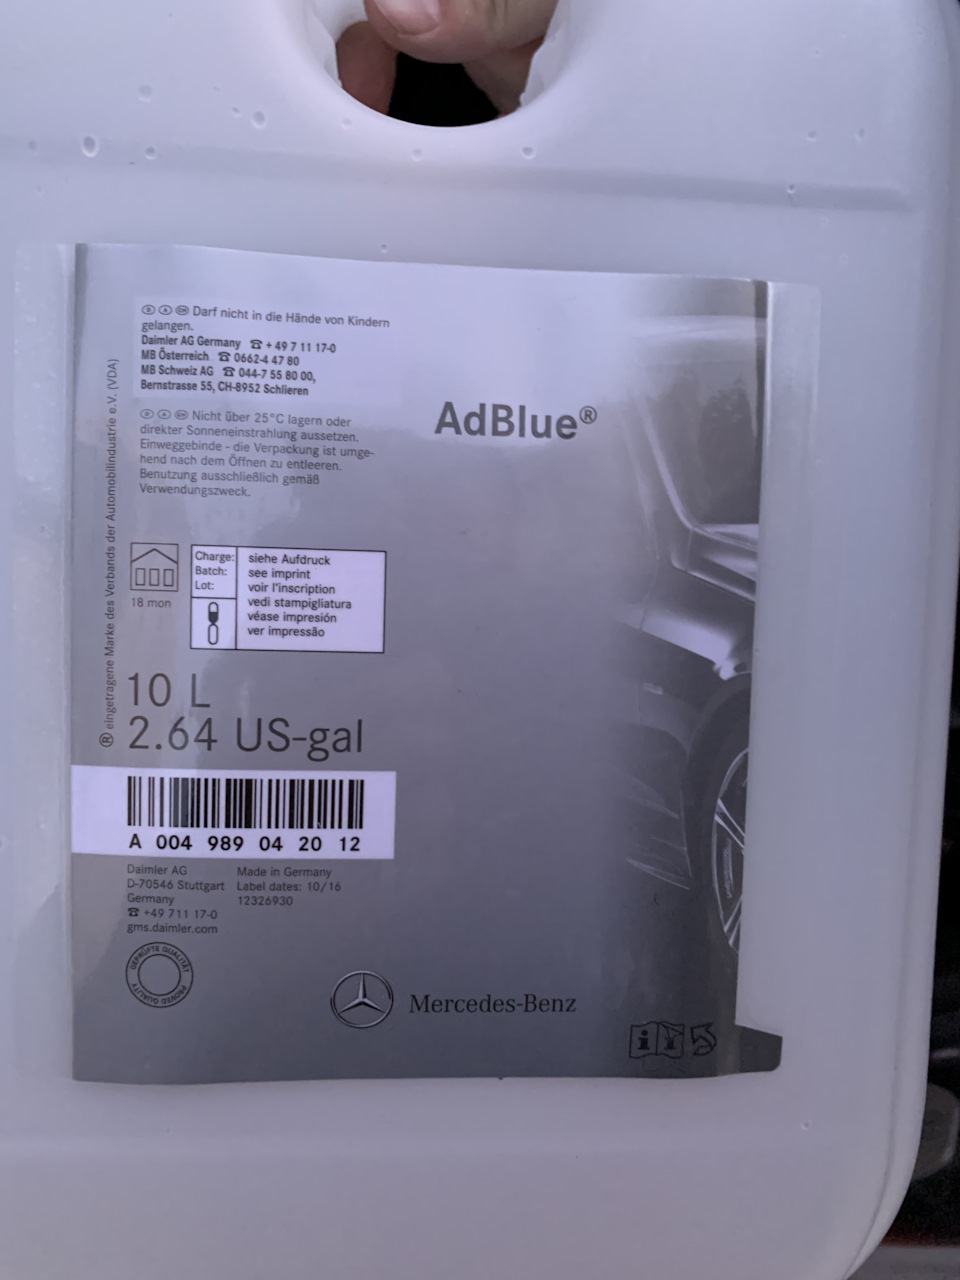 Darf nicht in die Hände von Kindern
gelangen.
Daimler AG Germany ☎ + 49 7 11 17-0
MB Österreich ☎ 0662-4 47 80
MB Schweiz AG ☎ 044-7 55 80 00,
Bernstrasse 55, CH-8952 Schlieren
Nicht über 25°C lagern oder
direkter Sonneneinstrahlung aussetzen.
Einweggebinde - die Verpackung ist umge-
hend nach dem Öffnen zu entleeren.
Benutzung ausschließlich gemäß
Verwendungszweck.
AdBlue®
® eingetragene Marke des Verbands der Automobilindustrie e.V. (VDA)
18 mon
Charge:
Batch:
Lot:
siehe Aufdruck
see imprint
voir l'inscription
vedi stampigliatura
véase impresión
ver impressão
10 L
2.64 US-gal
A 004 989 04 20 12
Daimler AG
D-70546 Stuttgart
Germany
☎ +49 711 17-0
gms.daimler.com
Made in Germany
Label dates: 10/16
12326930
GEPRÜFTE QUALITÄT
PROVED QUALITY
Mercedes-Benz